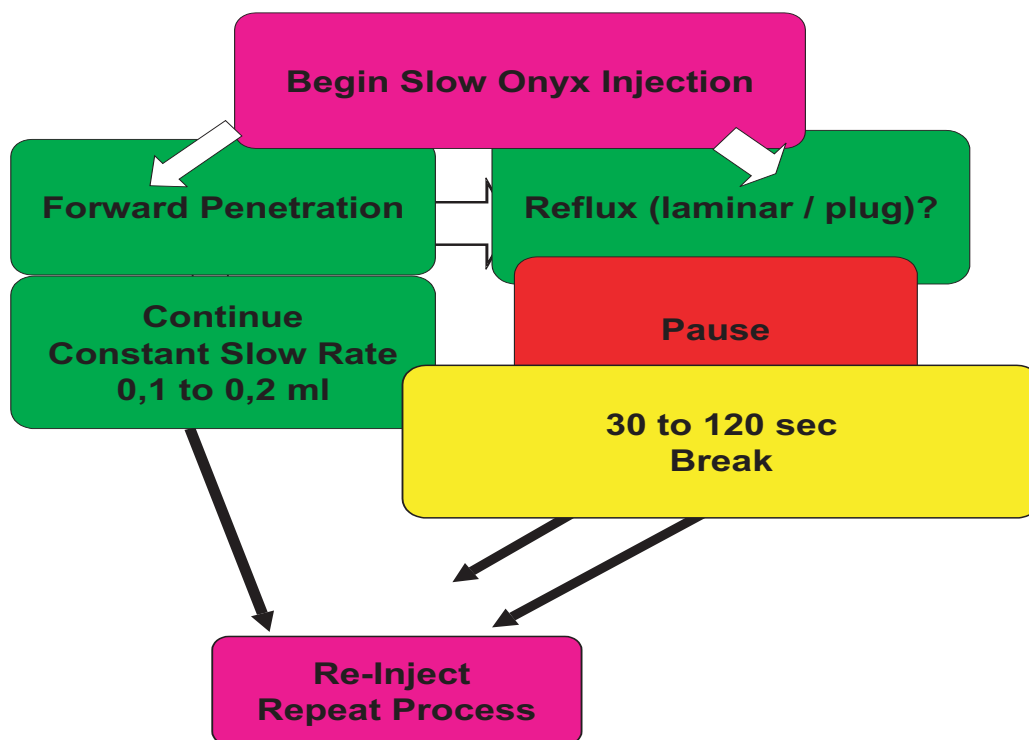 Begin Slow Onyx Injection
Forward Penetration
Reflux (laminar / plug)?
Continue
Constant Slow Rate
0,1 to 0,2 ml
Pause
30 to 120 sec
Break
Re-Inject
Repeat Process